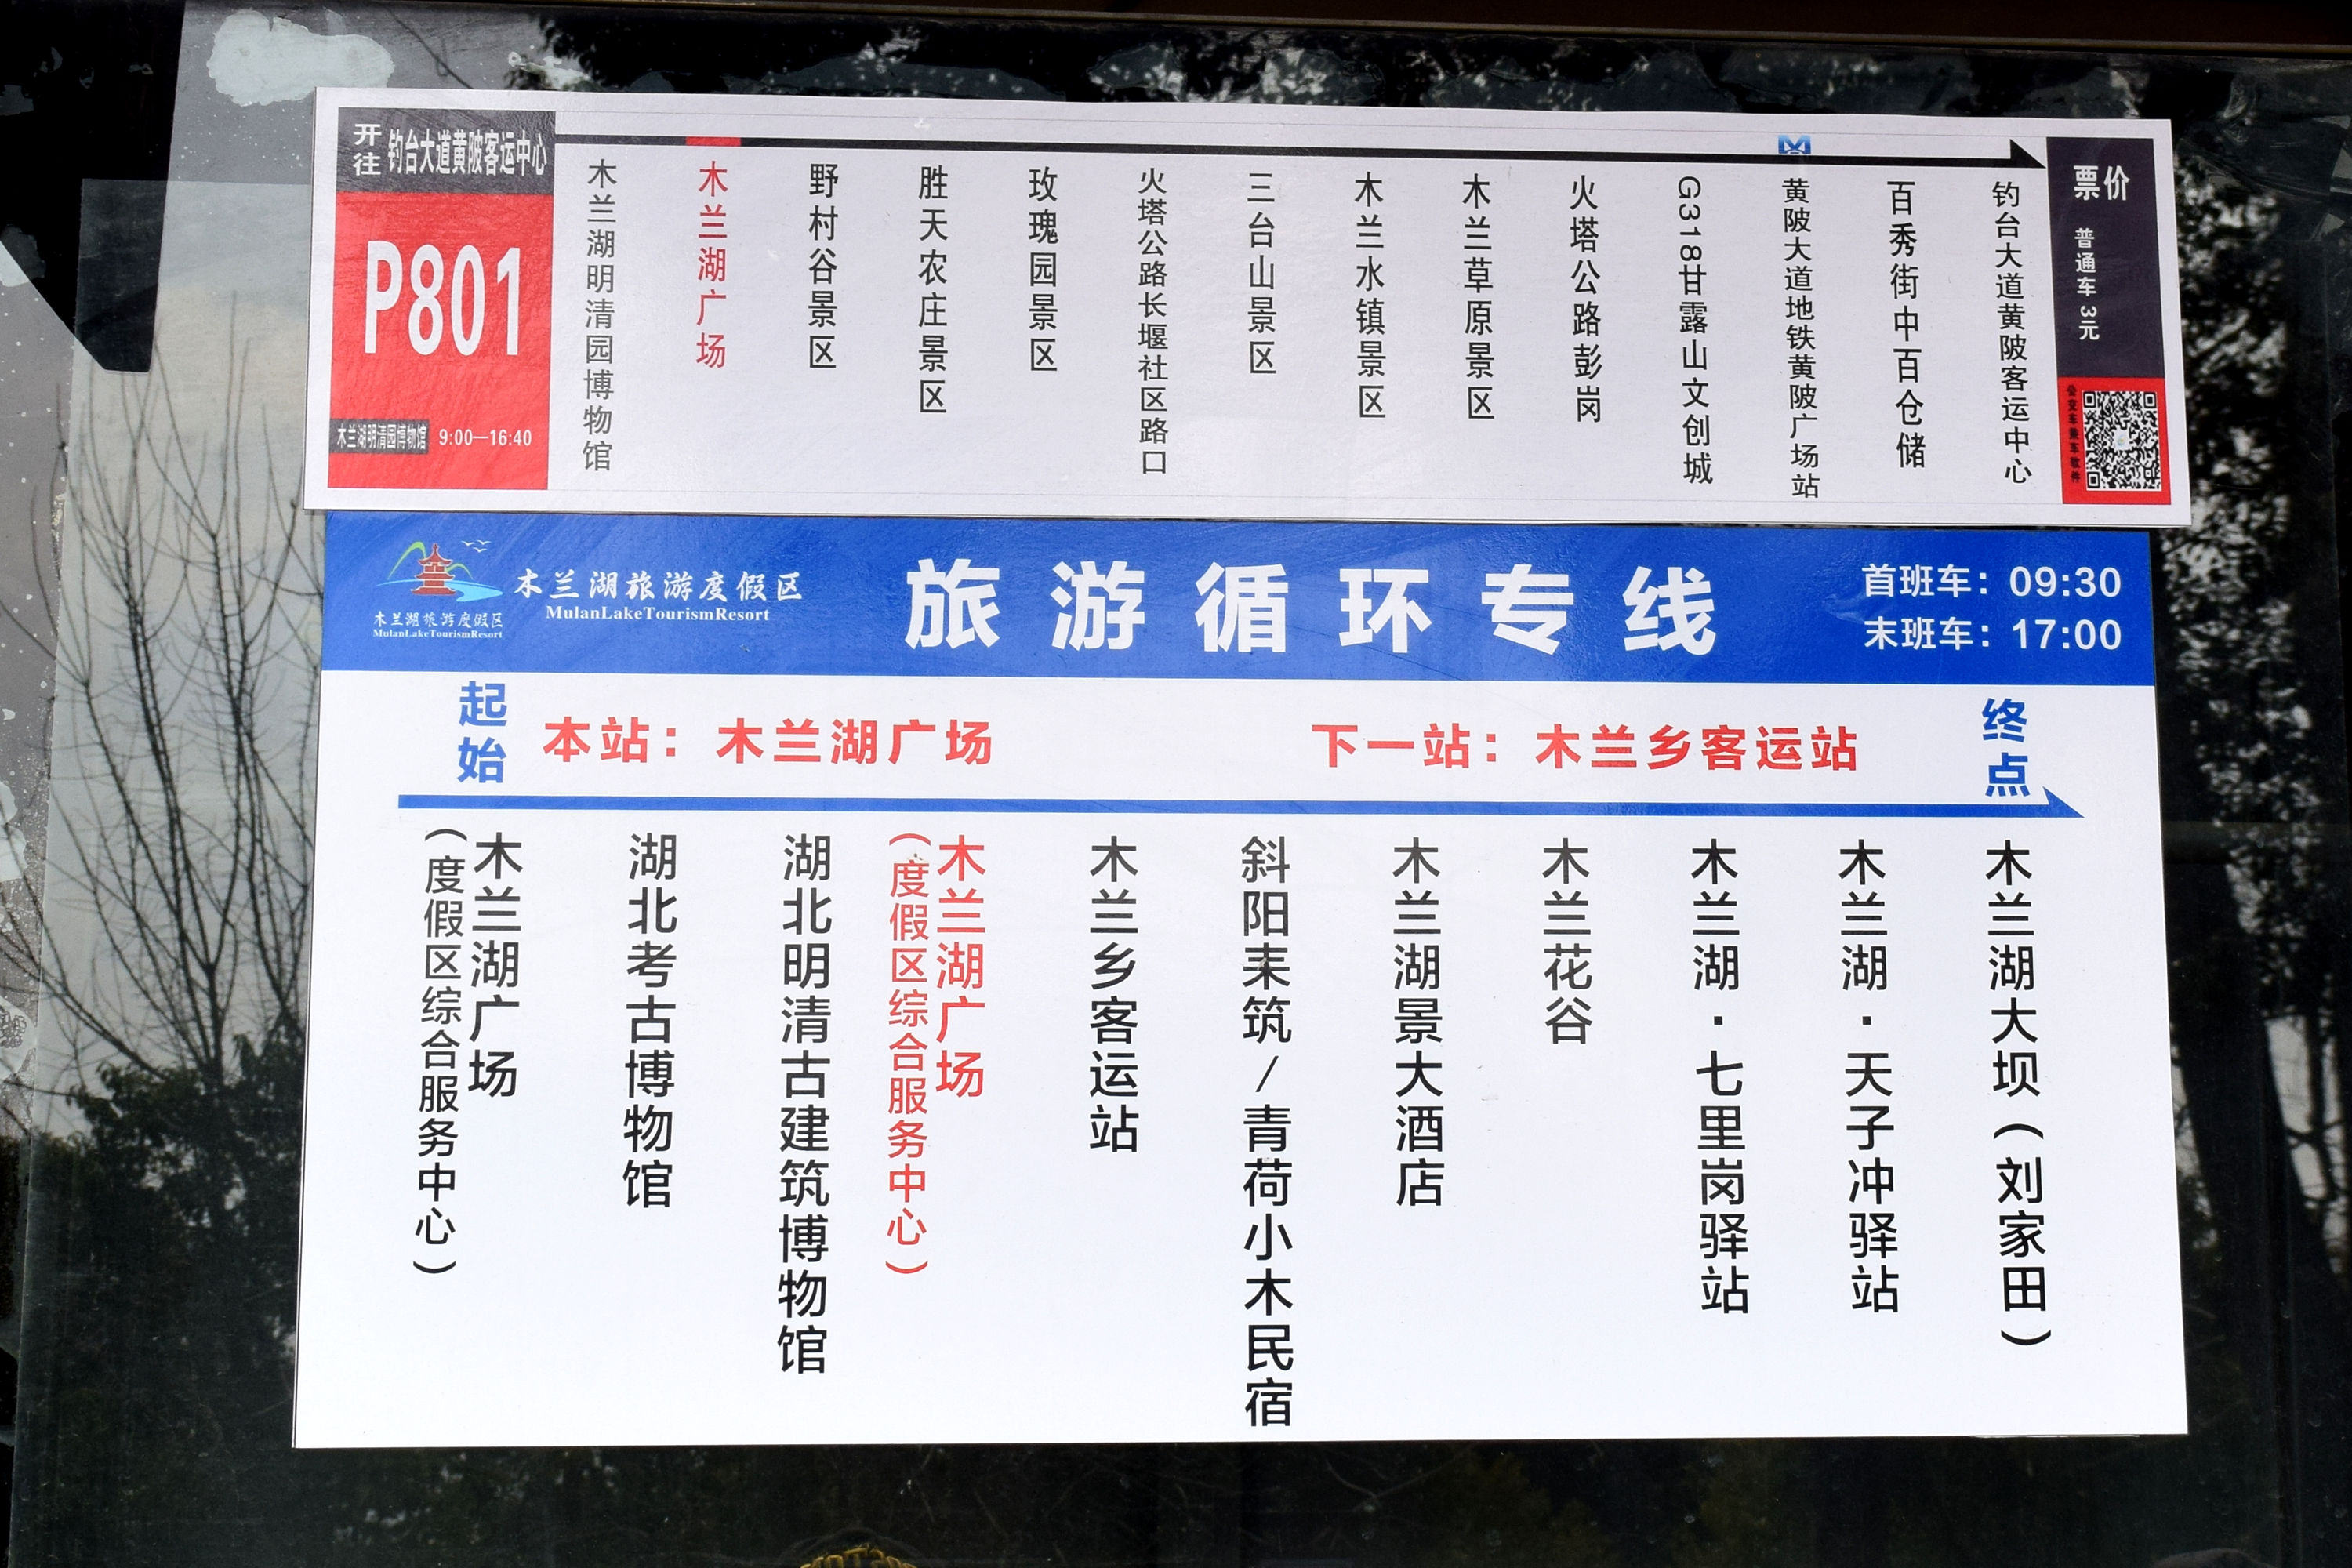 开往
钓台大道黄陂客运中心
P801
木兰湖明清园博物馆 9:00—16:40
木兰湖明清园博物馆
木兰湖广场
野村谷景区
胜天农庄景区
玫瑰园景区
火塔公路长堰社区路口
三台山景区
木兰水镇景区
木兰草原景区
火塔公路彭岗
G318甘露山文创城
黄陂大道地铁黄陂广场站
百秀街中百仓储
钓台大道黄陂客运中心
票价
普通车 3元
公交车乘车软件
木兰湖旅游度假区
MulanLakeTourismResort
木兰湖旅游度假区
MulanLakeTourismResort
旅游循环专线
首班车：09:30
末班车：17:00
起始
本站：木兰湖广场
下一站：木兰乡客运站
终点
木兰湖广场
（度假区综合服务中心）
湖北考古博物馆
湖北明清古建筑博物馆
木兰湖广场
（度假区综合服务中心）
木兰乡客运站
斜阳耒筑/青荷小木民宿
木兰湖景大酒店
木兰花谷
木兰湖·七里岗驿站
木兰湖·天子冲驿站
木兰湖大坝（刘家田）